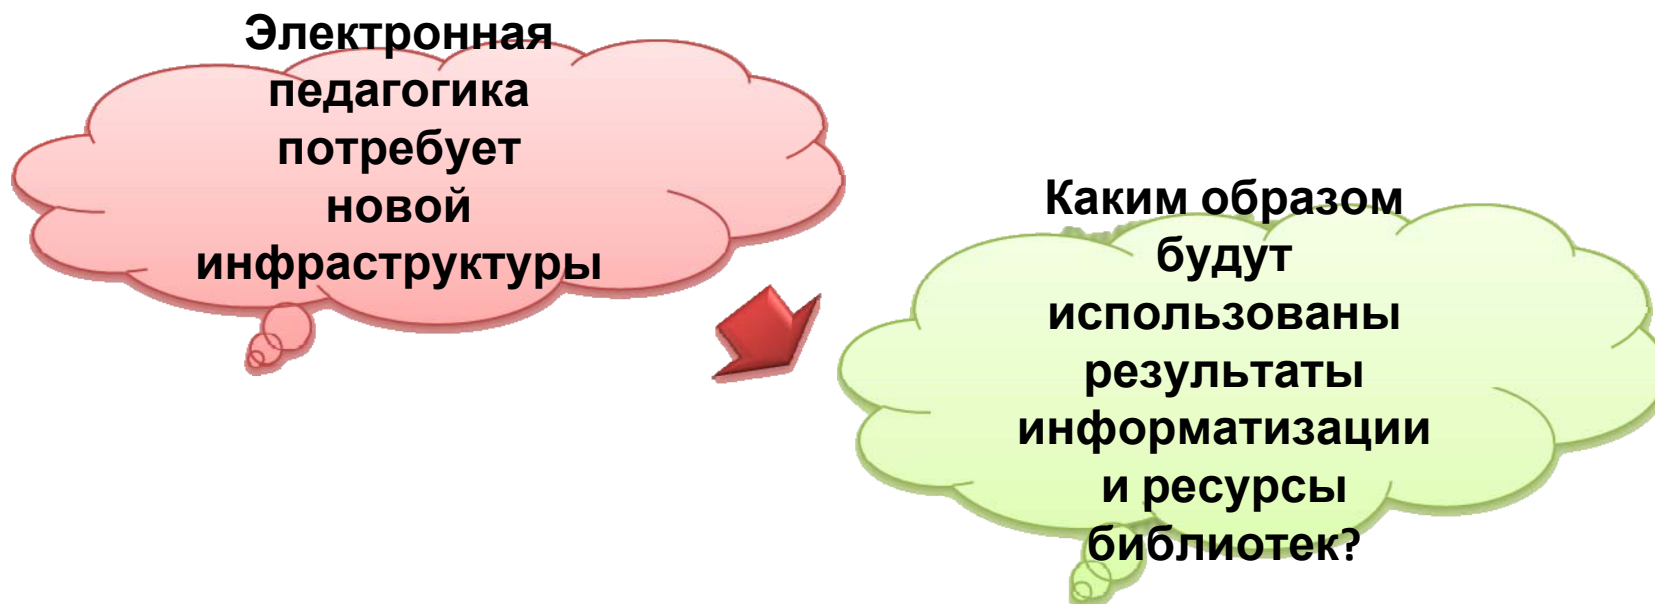 Электронная
педагогика
потребует
новой
инфраструктуры
Каким образом
будут
использованы
результаты
информатизации
и ресурсы
библиотек?